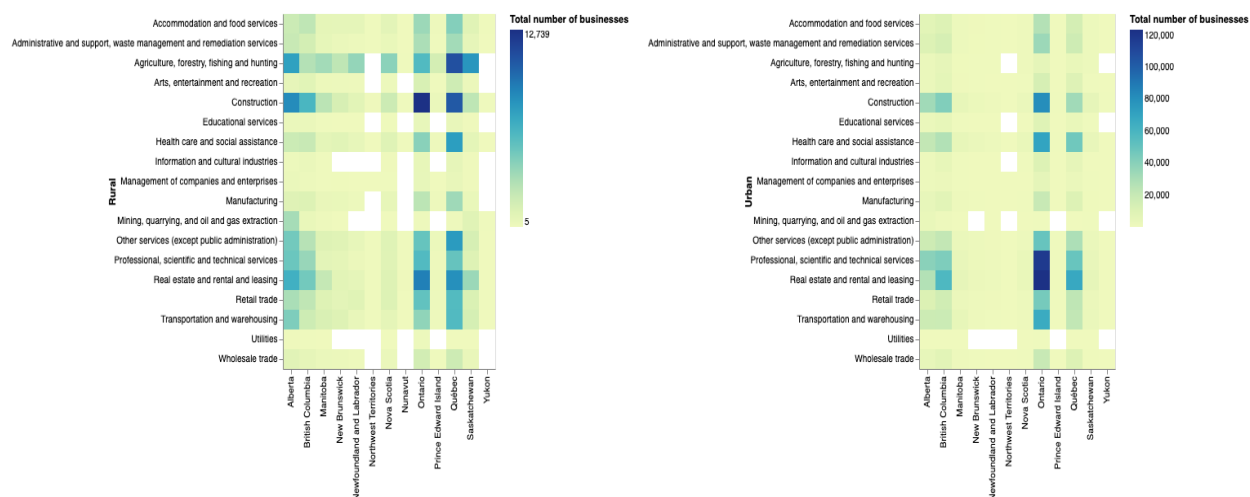 Rural
Accommodation and food services
Administrative and support, waste management and remediation services
Agriculture, forestry, fishing and hunting
Arts, entertainment and recreation
Construction
Educational services
Health care and social assistance
Information and cultural industries
Management of companies and enterprises
Manufacturing
Mining, quarrying, and oil and gas extraction
Other services (except public administration)
Professional, scientific and technical services
Real estate and rental and leasing
Retail trade
Transportation and warehousing
Utilities
Wholesale trade
Alberta
British Columbia
Manitoba
New Brunswick
Newfoundland and Labrador
Northwest Territories
Nova Scotia
Nunavut
Ontario
Prince Edward Island
Québec
Saskatchewan
Yukon
Total number of businesses
12,739
5
Urban
Accommodation and food services
Administrative and support, waste management and remediation services
Agriculture, forestry, fishing and hunting
Arts, entertainment and recreation
Construction
Educational services
Health care and social assistance
Information and cultural industries
Management of companies and enterprises
Manufacturing
Mining, quarrying, and oil and gas extraction
Other services (except public administration)
Professional, scientific and technical services
Real estate and rental and leasing
Retail trade
Transportation and warehousing
Utilities
Wholesale trade
Alberta
British Columbia
Manitoba
New Brunswick
Newfoundland and Labrador
Northwest Territories
Nova Scotia
Ontario
Prince Edward Island
Québec
Saskatchewan
Yukon
Total number of businesses
120,000
100,000
80,000
60,000
40,000
20,000